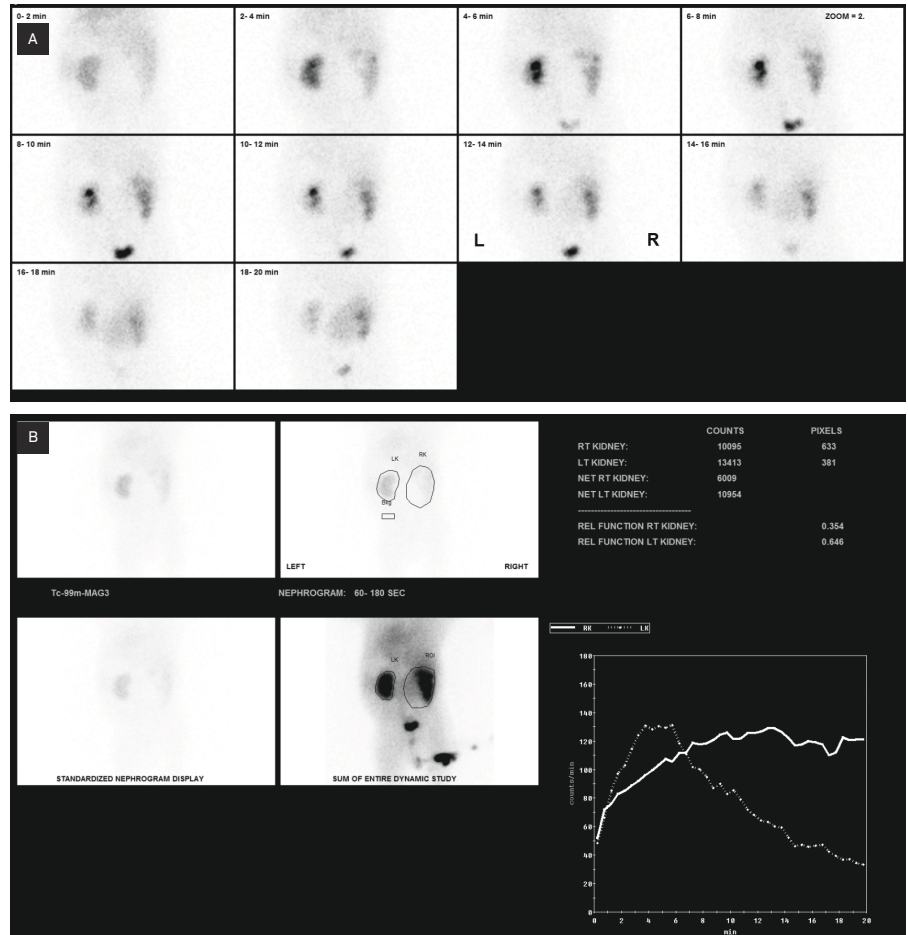 0- 2 min
2- 4 min
4- 6 min
6- 8 min
ZOOM = 2.
A
8- 10 min
10- 12 min
12- 14 min
14- 16 min
L
R
16- 18 min
18- 20 min
B
LK
RK
Bkg
LEFT
RIGHT
COUNTS
PIXELS
RT KIDNEY:
10095
633
LT KIDNEY:
13413
381
NET RT KIDNEY:
6009
NET LT KIDNEY:
10954
REL FUNCTION RT KIDNEY:
0.354
REL FUNCTION LT KIDNEY:
0.646
Tc-99m-MAG3
NEPHROGRAM: 60- 180 SEC
LK
ROI
STANDARDIZED NEPHROGRAM DISPLAY
SUM OF ENTIRE DYNAMIC STUDY
RK
LK
180
160
140
120
100
80
60
40
20
0
counts/min
0
2
4
6
8
10
12
14
16
18
20
min